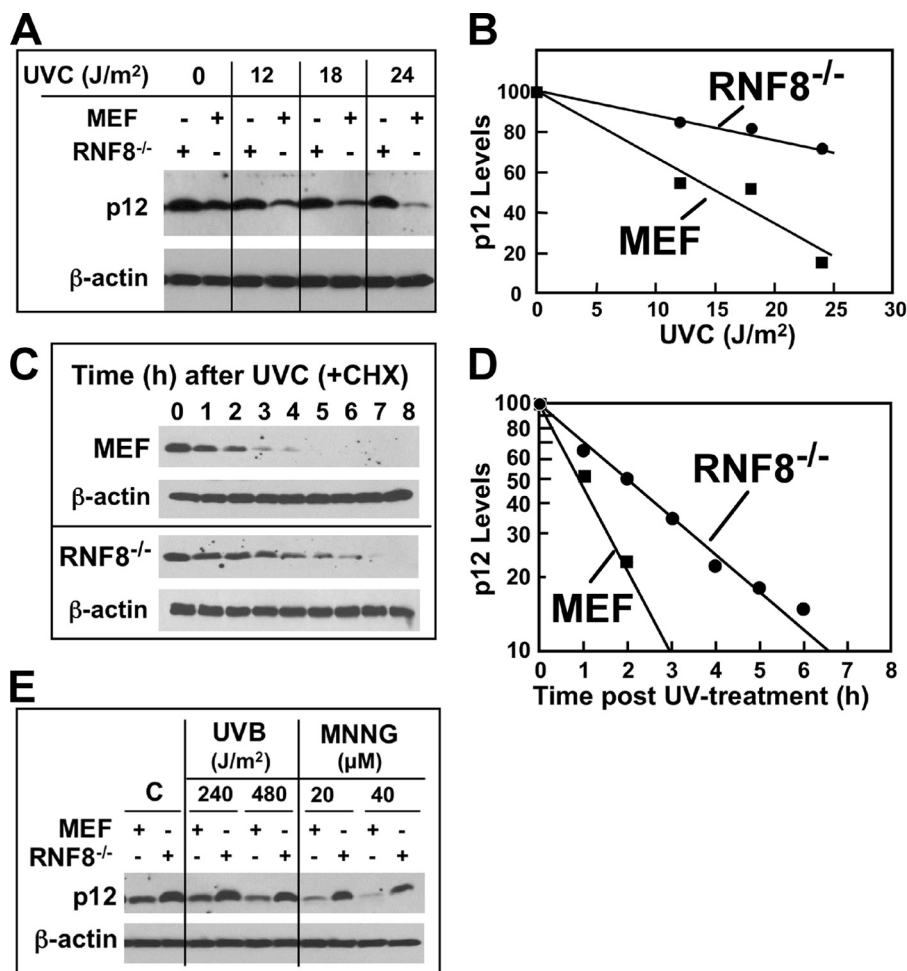 A
UVC (J/m²) 0 12 18 24
MEF - + - + - + - +
RNF8⁻/⁻ + - + - + - + -
p12
β-actin
B
100
80
60
40
20
0
p12 Levels
RNF8⁻/⁻
MEF
0 5 10 15 20 25 30
UVC (J/m²)
C
Time (h) after UVC (+CHX)
0 1 2 3 4 5 6 7 8
MEF
β-actin
RNF8⁻/⁻
β-actin
D
100
80
60
50
40
30
20
10
p12 Levels
RNF8⁻/⁻
MEF
0 1 2 3 4 5 6 7 8
Time post UV-treatment (h)
E
UVB MNNG
(J/m²) (µM)
C 240 480 20 40
MEF + - + - + - + - + -
RNF8⁻/⁻ - + - + - + - + - +
p12
β-actin